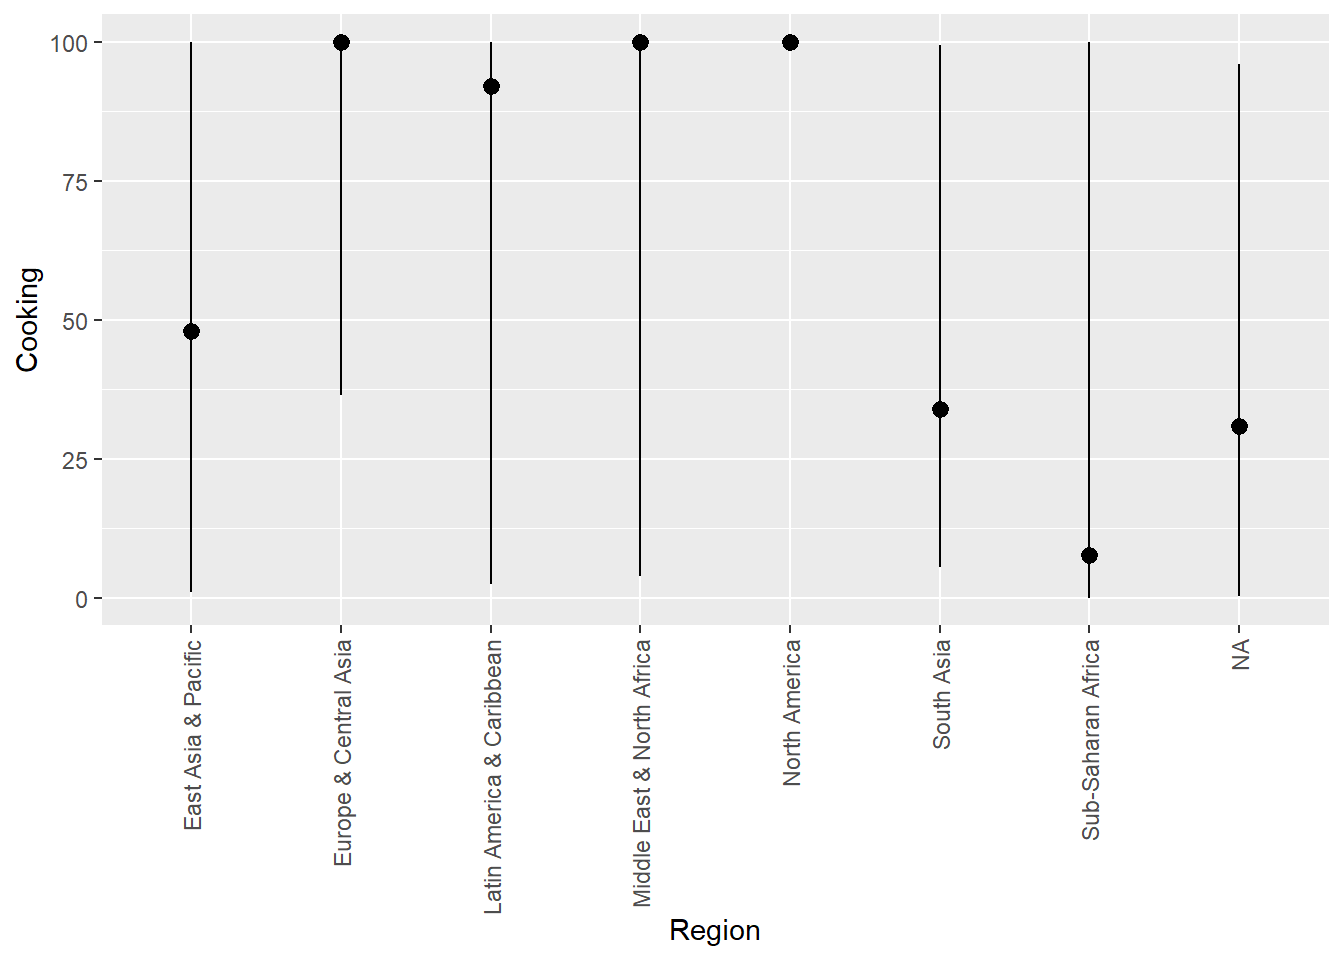 100
75
50
25
0
Cooking
East Asia & Pacific
Europe & Central Asia
Latin America & Caribbean
Middle East & North Africa
North America
South Asia
Sub-Saharan Africa
NA
Region